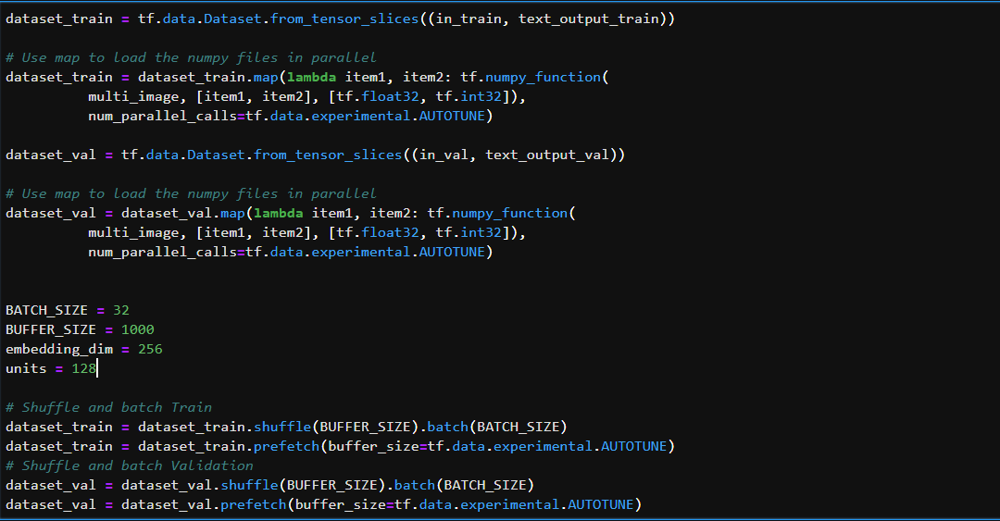 dataset_train = tf.data.Dataset.from_tensor_slices((in_train, text_output_train))
# Use map to load the numpy files in parallel
dataset_train = dataset_train.map(lambda item1, item2: tf.numpy_function(
          multi_image, [item1, item2], [tf.float32, tf.int32]),
          num_parallel_calls=tf.data.experimental.AUTOTUNE)
dataset_val = tf.data.Dataset.from_tensor_slices((in_val, text_output_val))
# Use map to load the numpy files in parallel
dataset_val = dataset_val.map(lambda item1, item2: tf.numpy_function(
          multi_image, [item1, item2], [tf.float32, tf.int32]),
          num_parallel_calls=tf.data.experimental.AUTOTUNE)
BATCH_SIZE = 32
BUFFER_SIZE = 1000
embedding_dim = 256
units = 128
# Shuffle and batch Train
dataset_train = dataset_train.shuffle(BUFFER_SIZE).batch(BATCH_SIZE)
dataset_train = dataset_train.prefetch(buffer_size=tf.data.experimental.AUTOTUNE)
# Shuffle and batch Validation
dataset_val = dataset_val.shuffle(BUFFER_SIZE).batch(BATCH_SIZE)
dataset_val = dataset_val.prefetch(buffer_size=tf.data.experimental.AUTOTUNE)